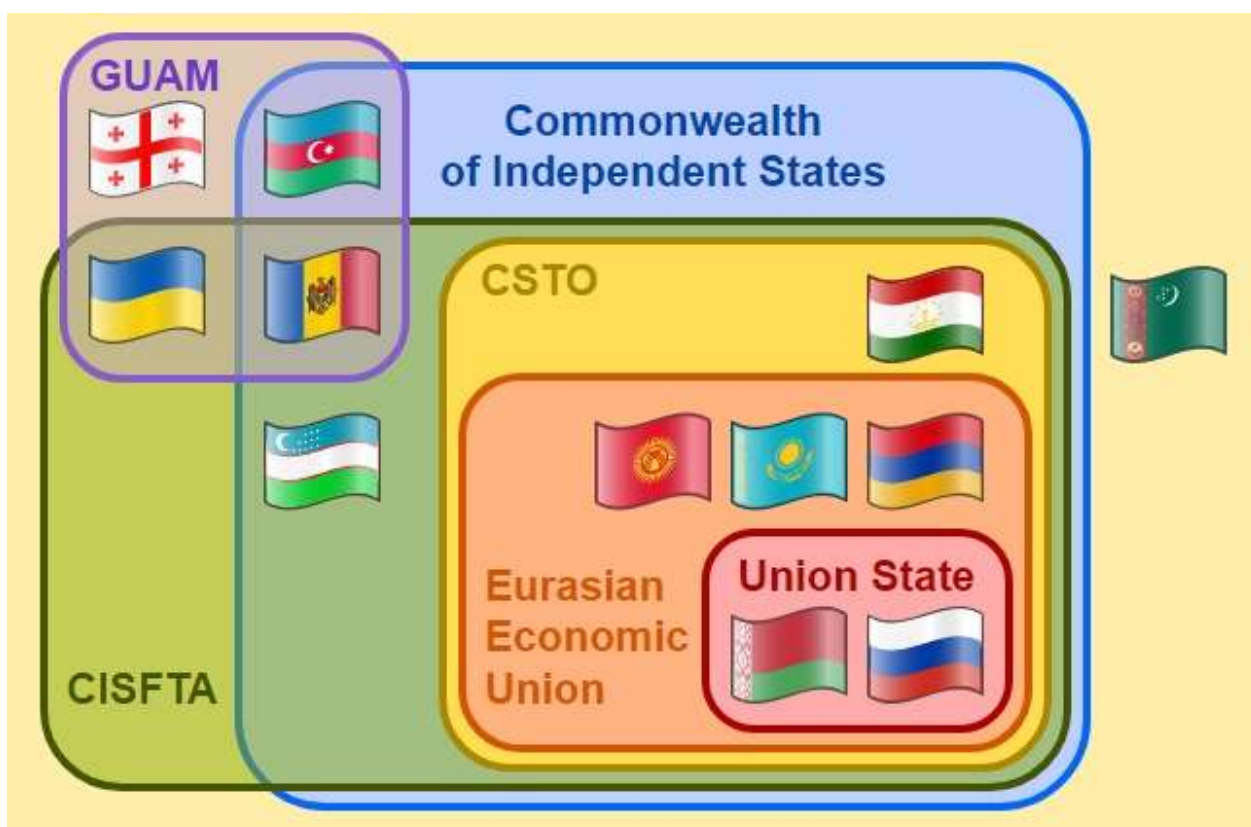 GUAM
Commonwealth
of Independent States
CSTO
Eurasian
Economic
Union
Union State
CISFTA